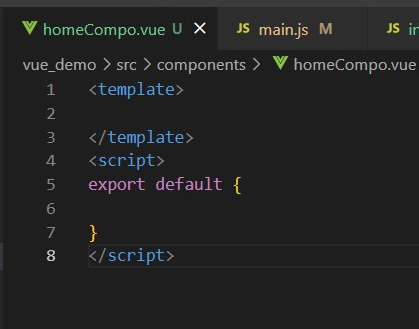 homeCompo.vue U
main.js M
in
vue_demo > src > components > homeCompo.vue
1 <template>
2
3 </template>
4 <script>
5 export default {
6
7 }
8 </script>